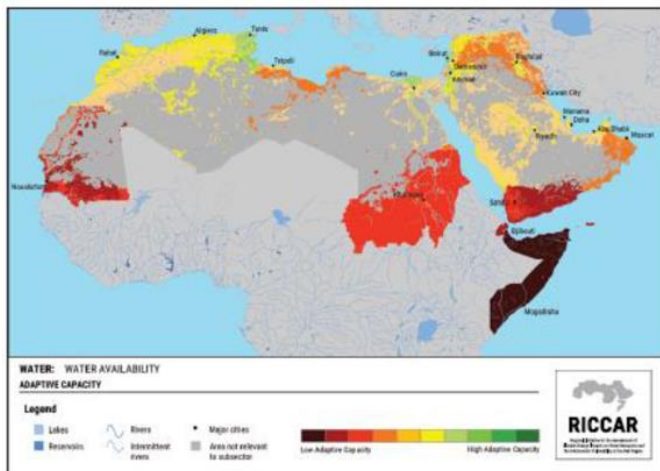 Algiers
Tunis
Rabat
Tripoli
Beirut
Damascus
Baghdad
Cairo
Amman
Kuwait City
Manama
Doha
Riyadh
Abu Dhabi
Muscat
Nouakchott
Khartoum
Sana'a
Djibouti
Mogadishu
WATER: WATER AVAILABILITY
ADAPTIVE CAPACITY
Legend
Lakes
Rivers
Major cities
Reservoirs
Intermittent
rivers
Area not relevant
to subsector
Low Adaptive Capacity
High Adaptive Capacity
RICCAR